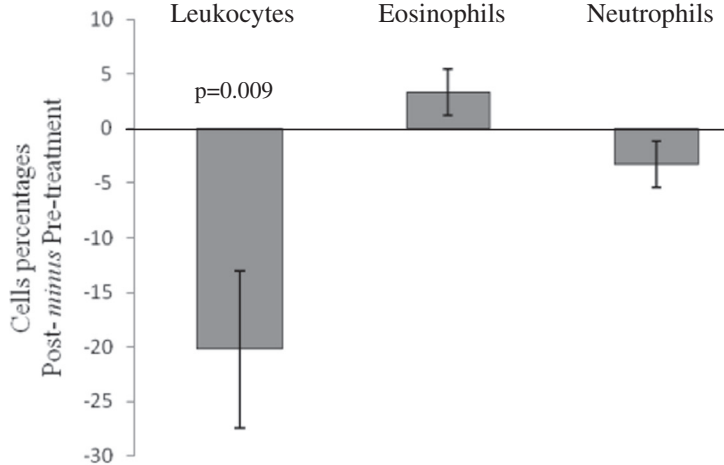 Leukocytes Eosinophils Neutrophils
10
5
p=0.009
0
-5
-10
-15
-20
-25
-30
Cells percentages
Post- minus Pre-treatment